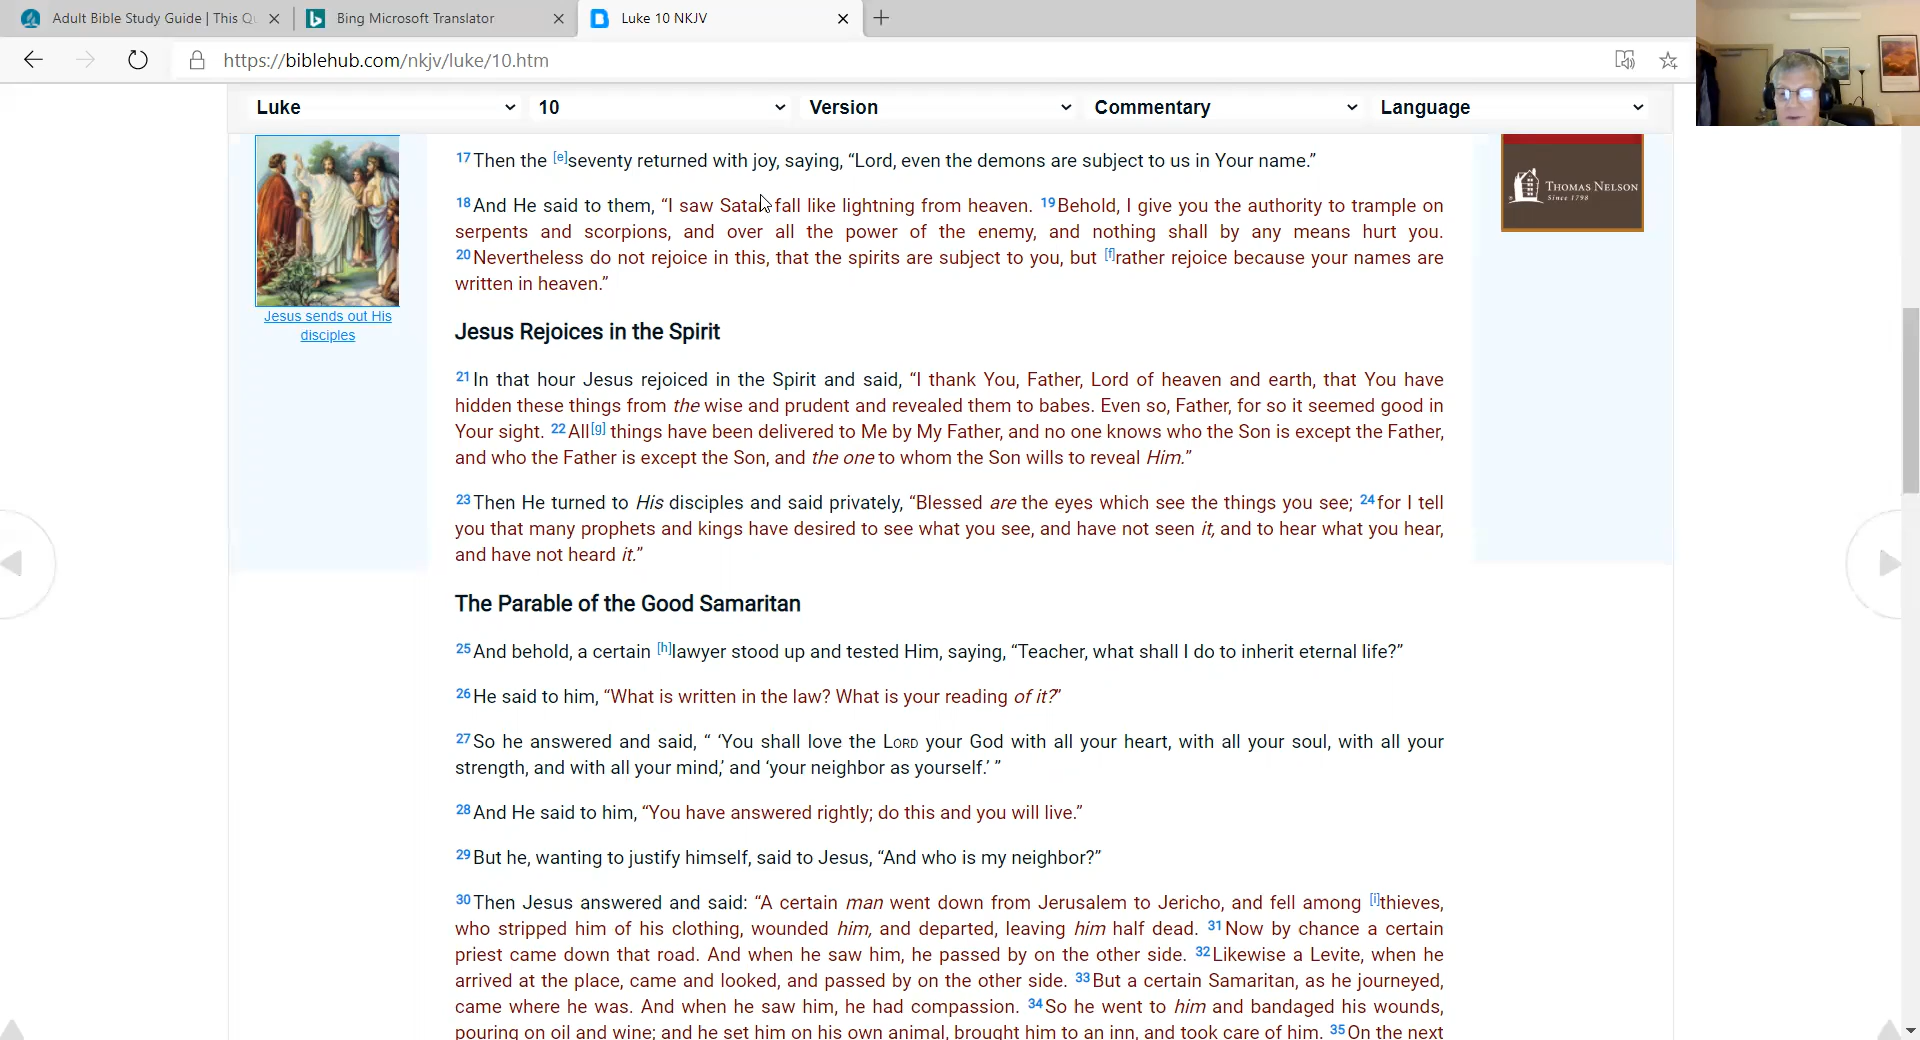 Adult Bible Study Guide | This Q
Bing Microsoft Translator
Luke 10 NKJV
https://biblehub.com/nkjv/luke/10.htm
Luke
10
Version
Commentary
Language
Jesus sends out His
disciples
17 Then the [e]seventy returned with joy, saying, “Lord, even the demons are subject to us in Your name.”
18 And He said to them, “I saw Satan fall like lightning from heaven. 19 Behold, I give you the authority to trample on
serpents and scorpions, and over all the power of the enemy, and nothing shall by any means hurt you.
20 Nevertheless do not rejoice in this, that the spirits are subject to you, but [f]rather rejoice because your names are
written in heaven.”
Jesus Rejoices in the Spirit
21 In that hour Jesus rejoiced in the Spirit and said, “I thank You, Father, Lord of heaven and earth, that You have
hidden these things from the wise and prudent and revealed them to babes. Even so, Father, for so it seemed good in
Your sight. 22 All[g] things have been delivered to Me by My Father, and no one knows who the Son is except the Father,
and who the Father is except the Son, and the one to whom the Son wills to reveal Him.”
23 Then He turned to His disciples and said privately, “Blessed are the eyes which see the things you see; 24 for I tell
you that many prophets and kings have desired to see what you see, and have not seen it, and to hear what you hear,
and have not heard it.”
The Parable of the Good Samaritan
25 And behold, a certain [h]lawyer stood up and tested Him, saying, “Teacher, what shall I do to inherit eternal life?”
26 He said to him, “What is written in the law? What is your reading of it?”
27 So he answered and said, “ ‘You shall love the LORD your God with all your heart, with all your soul, with all your
strength, and with all your mind,’ and ‘your neighbor as yourself.’ ”
28 And He said to him, “You have answered rightly; do this and you will live.”
29 But he, wanting to justify himself, said to Jesus, “And who is my neighbor?”
30 Then Jesus answered and said: “A certain man went down from Jerusalem to Jericho, and fell among [i]thieves,
who stripped him of his clothing, wounded him, and departed, leaving him half dead. 31 Now by chance a certain
priest came down that road. And when he saw him, he passed by on the other side. 32 Likewise a Levite, when he
arrived at the place, came and looked, and passed by on the other side. 33 But a certain Samaritan, as he journeyed,
came where he was. And when he saw him, he had compassion. 34 So he went to him and bandaged his wounds,
pouring on oil and wine; and he set him on his own animal, brought him to an inn, and took care of him. 35 On the next
THOMAS NELSON
Since 1798